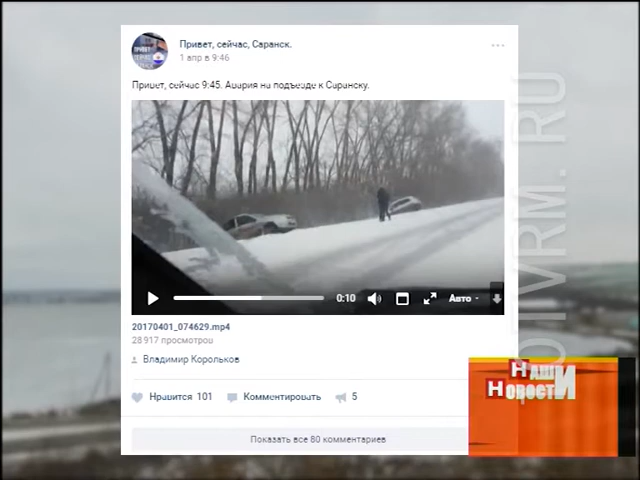 Привет, сейчас, Саранск.
1 апр в 9:46
Привет, сейчас 9:45. Авария на подъезде к Саранску.
0:10
Авто
20170401_074629.mp4
28 917 просмотров
Владимир Корольков
Нравится 101
Комментировать
5
Показать все 80 комментариев
Наши
Новости